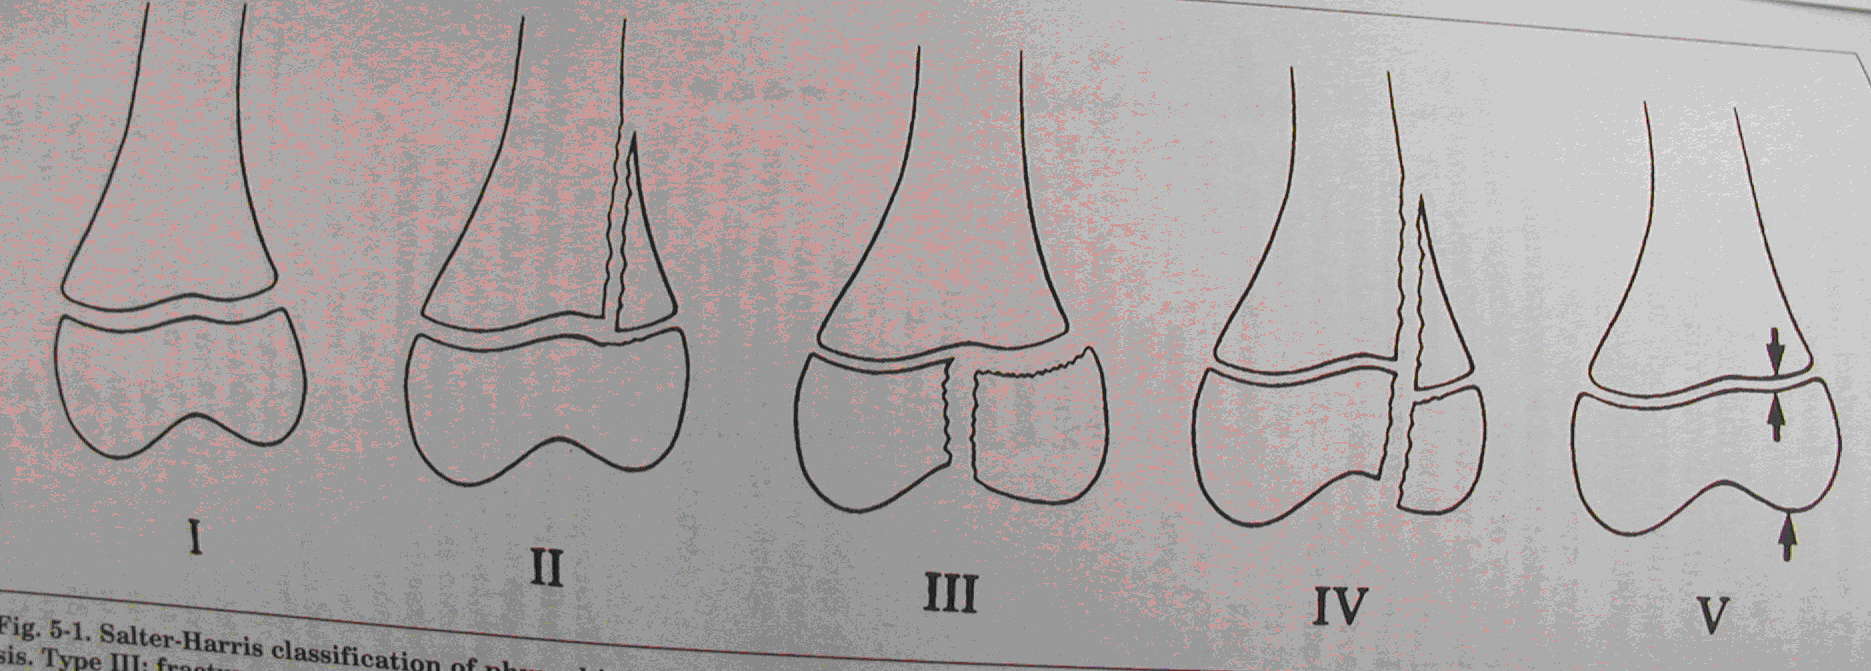 I
II
III
IV
V
Fig. 5-1. Salter-Harris classification of
sis. Type III: